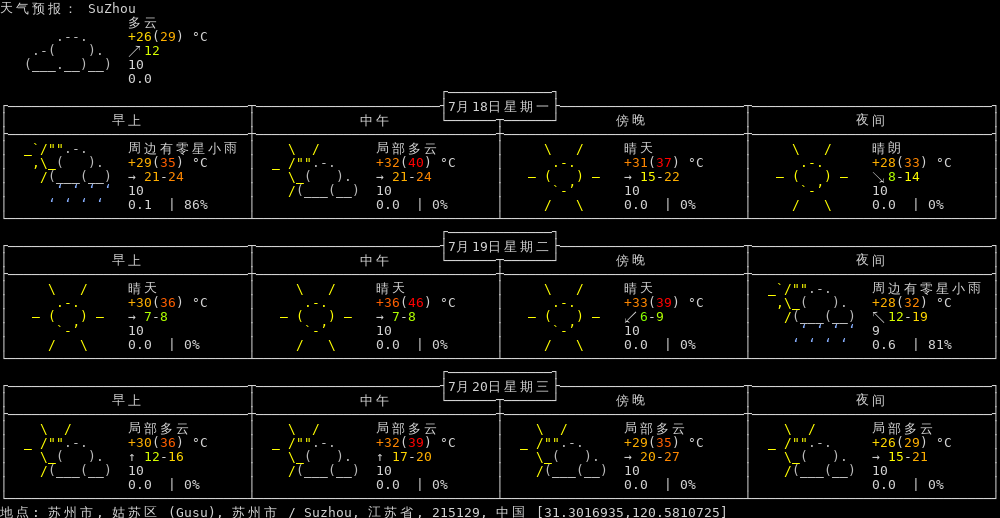 天气预报: SuZhou
多云
+26(29) °C
↗ 12
10
0.0
7月18日星期一
早上 中午 傍晚 夜间
周边有零星小雨 局部多云 晴天 晴朗
+29(35) °C +32(40) °C +31(37) °C +28(33) °C
→ 21-24 → 21-24 → 15-22 ↘ 8-14
10 10 10 10
0.1 | 86% 0.0 | 0% 0.0 | 0% 0.0 | 0%
7月19日星期二
早上 中午 傍晚 夜间
晴天 晴天 晴天 周边有零星小雨
+30(36) °C +36(46) °C +33(39) °C +28(32) °C
→ 7-8 → 7-8 ↙ 6-9 ↖ 12-19
10 10 10 9
0.0 | 0% 0.0 | 0% 0.0 | 0% 0.6 | 81%
7月20日星期三
早上 中午 傍晚 夜间
局部多云 局部多云 局部多云 局部多云
+30(36) °C +32(39) °C +29(35) °C +26(29) °C
↑ 12-16 ↑ 17-20 → 20-27 → 15-21
10 10 10 10
0.0 | 0% 0.0 | 0% 0.0 | 0% 0.0 | 0%
地点: 苏州市, 姑苏区 (Gusu), 苏州市 / Suzhou, 江苏省, 215129, 中国 [31.3016935,120.5810725]